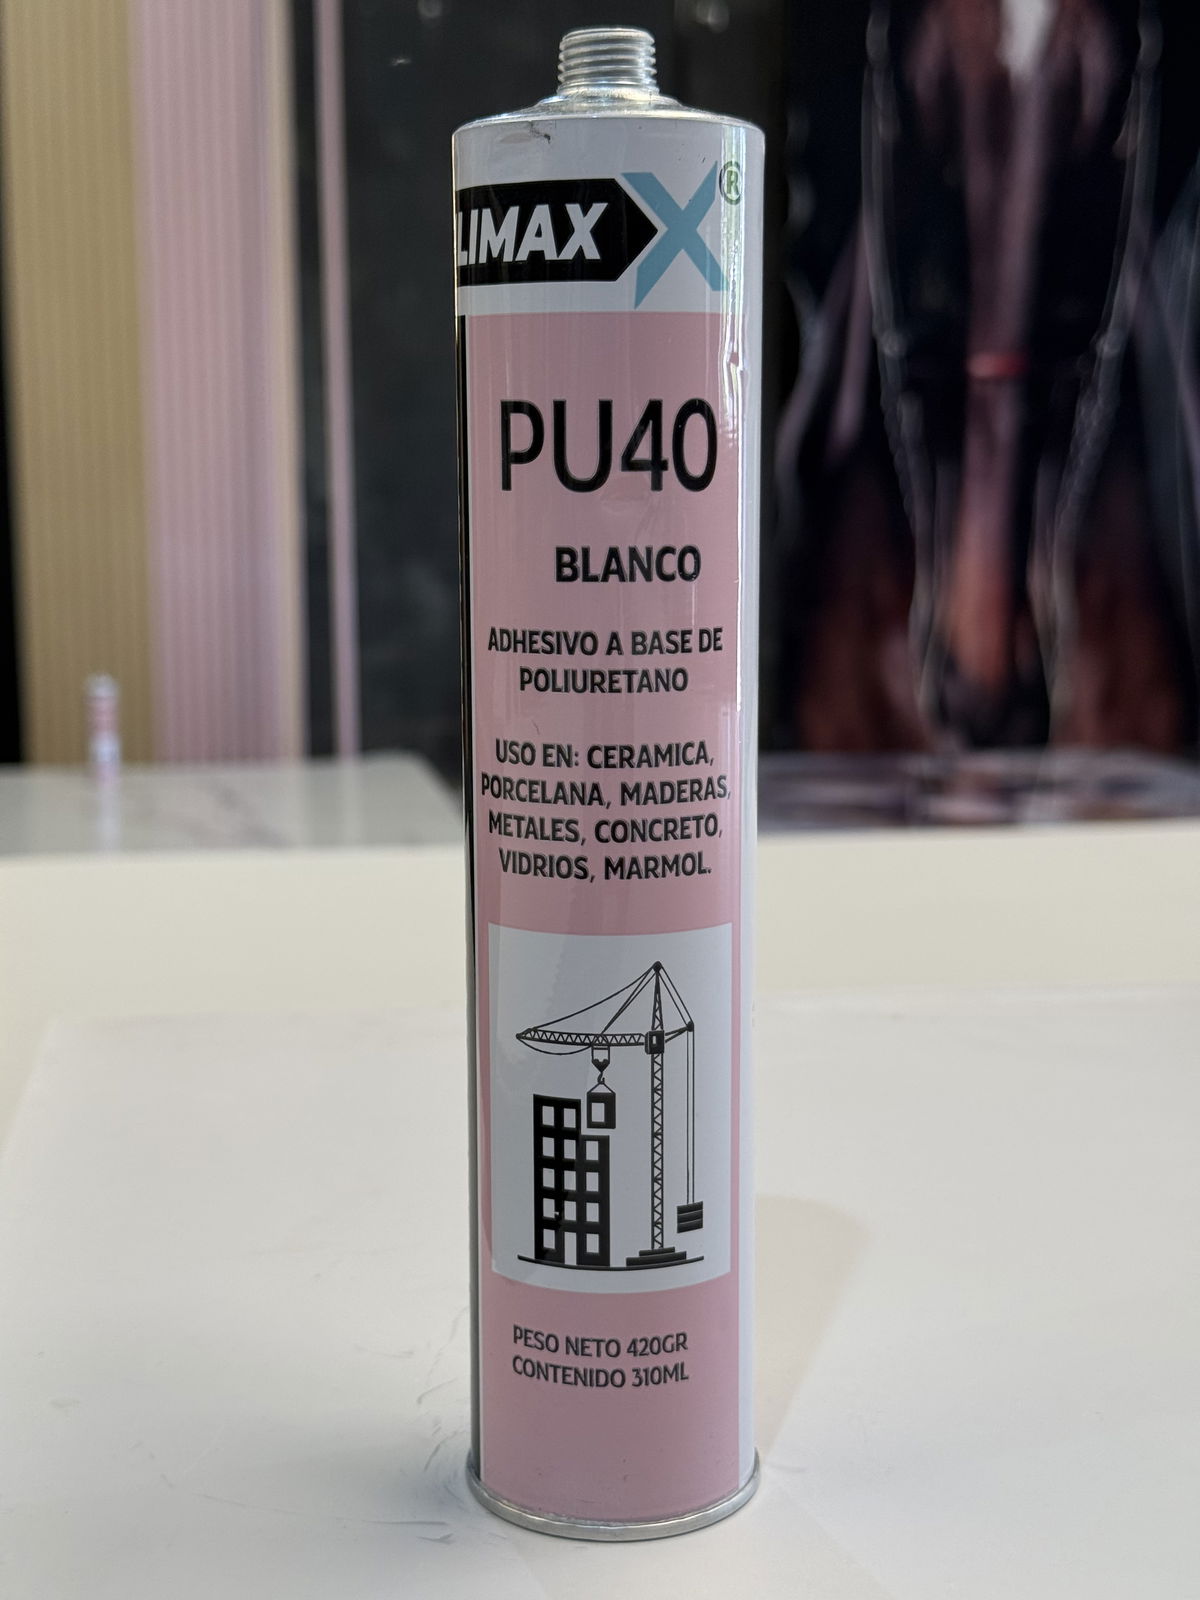 LIMAX X®
PU40
BLANCO
ADHESIVO A BASE DE
POLIURETANO
USO EN: CERAMICA,
PORCELANA, MADERAS,
METALES, CONCRETO,
VIDRIOS, MARMOL.
PESO NETO 420GR
CONTENIDO 310ML